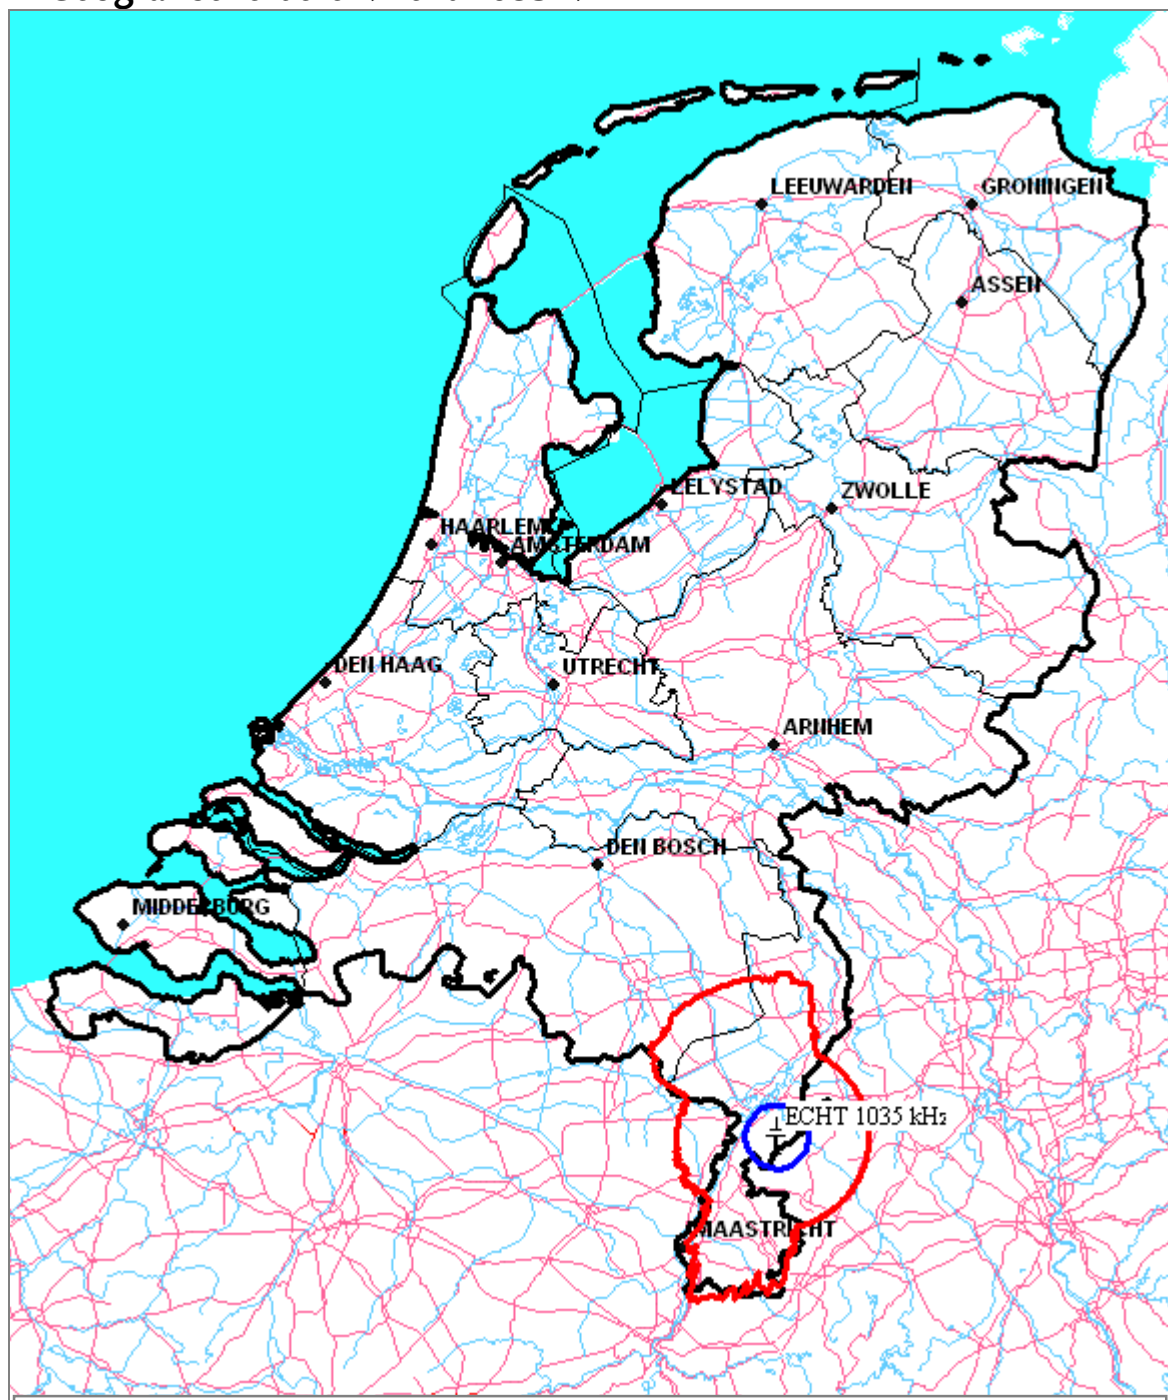 LEEUWARDEN
GRONINGEN
ASSEN
LELYSTAD
ZWOLLE
HAARLEM
AMSTERDAM
DEN HAAG
UTRECHT
ARNHEM
DEN BOSCH
MIDDELBURG
ECHT 1035 kHz
MAASTRICHT